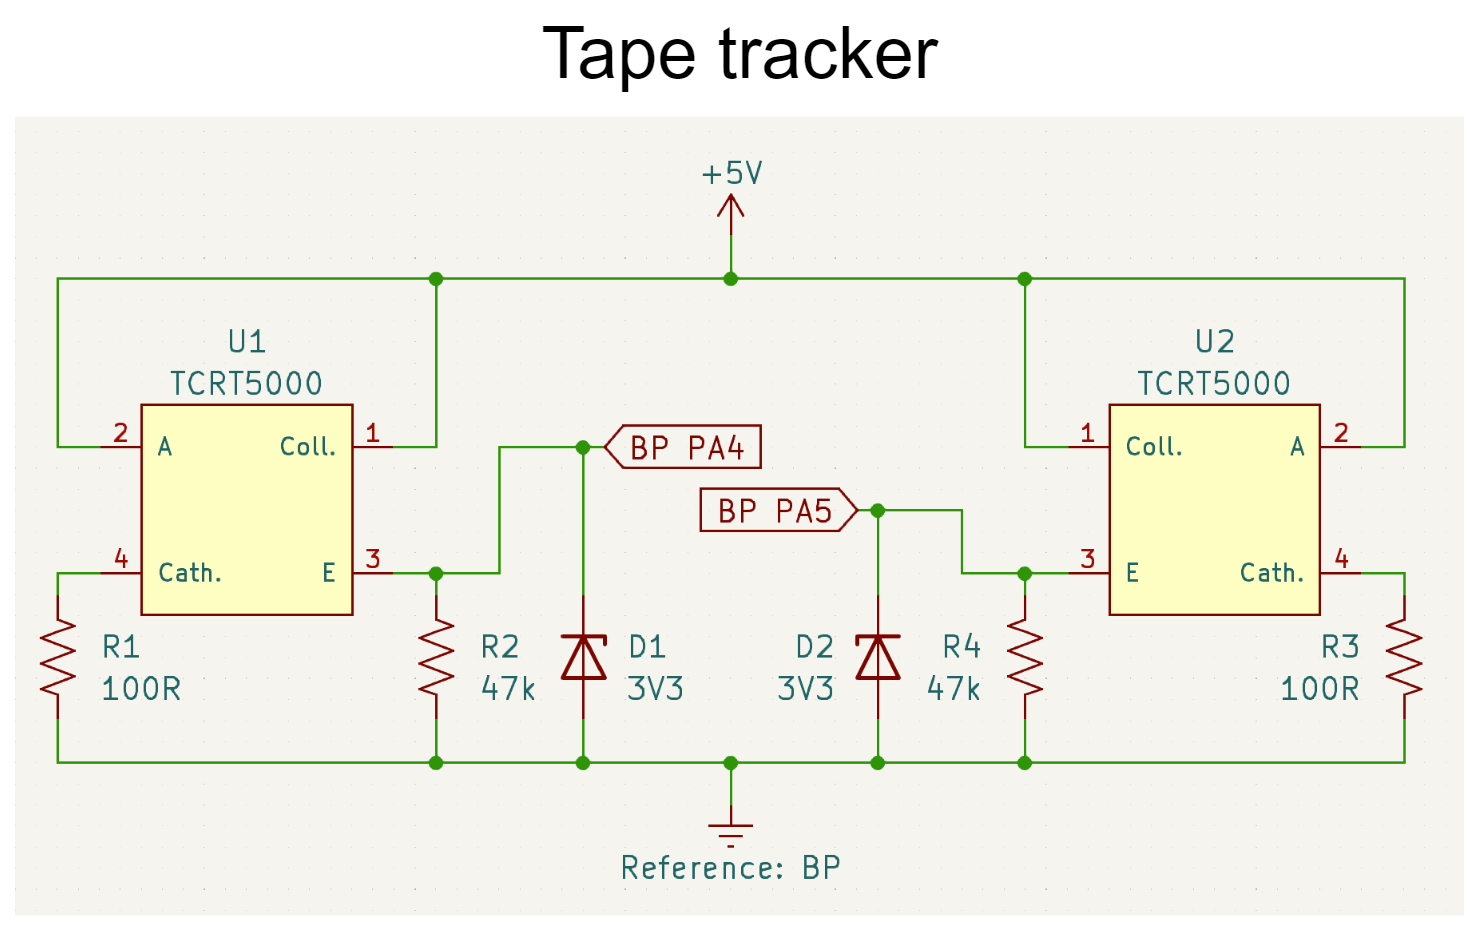 Tape tracker
+5V
U1
TCRT5000
U2
TCRT5000
2
A
Coll.
1
BP PA4
1
Coll.
A
2
BP PA5
4
Cath.
E
3
3
E
Cath.
4
R1
100R
R2
47k
D1
3V3
D2
3V3
R4
47k
R3
100R
Reference: BP